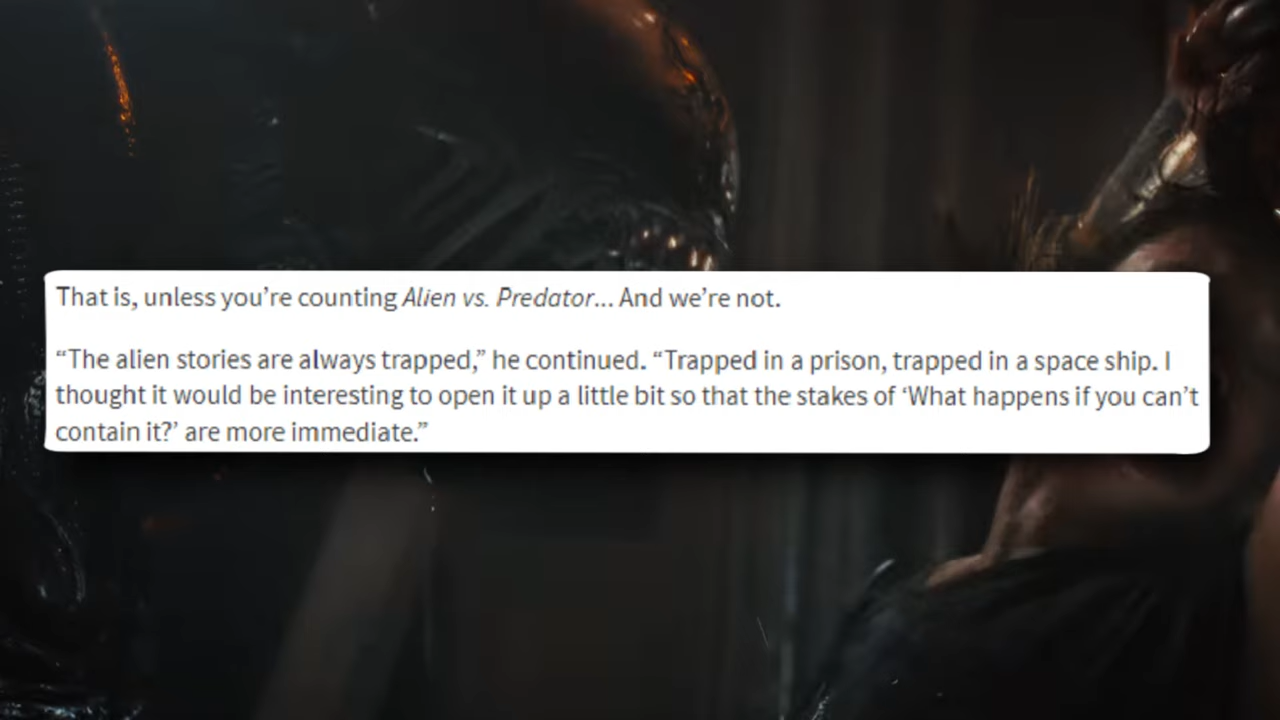 That is, unless you’re counting Alien vs. Predator… And we’re not.
“The alien stories are always trapped,” he continued. “Trapped in a prison, trapped in a space ship. I
thought it would be interesting to open it up a little bit so that the stakes of ‘What happens if you can’t
contain it?’ are more immediate.”